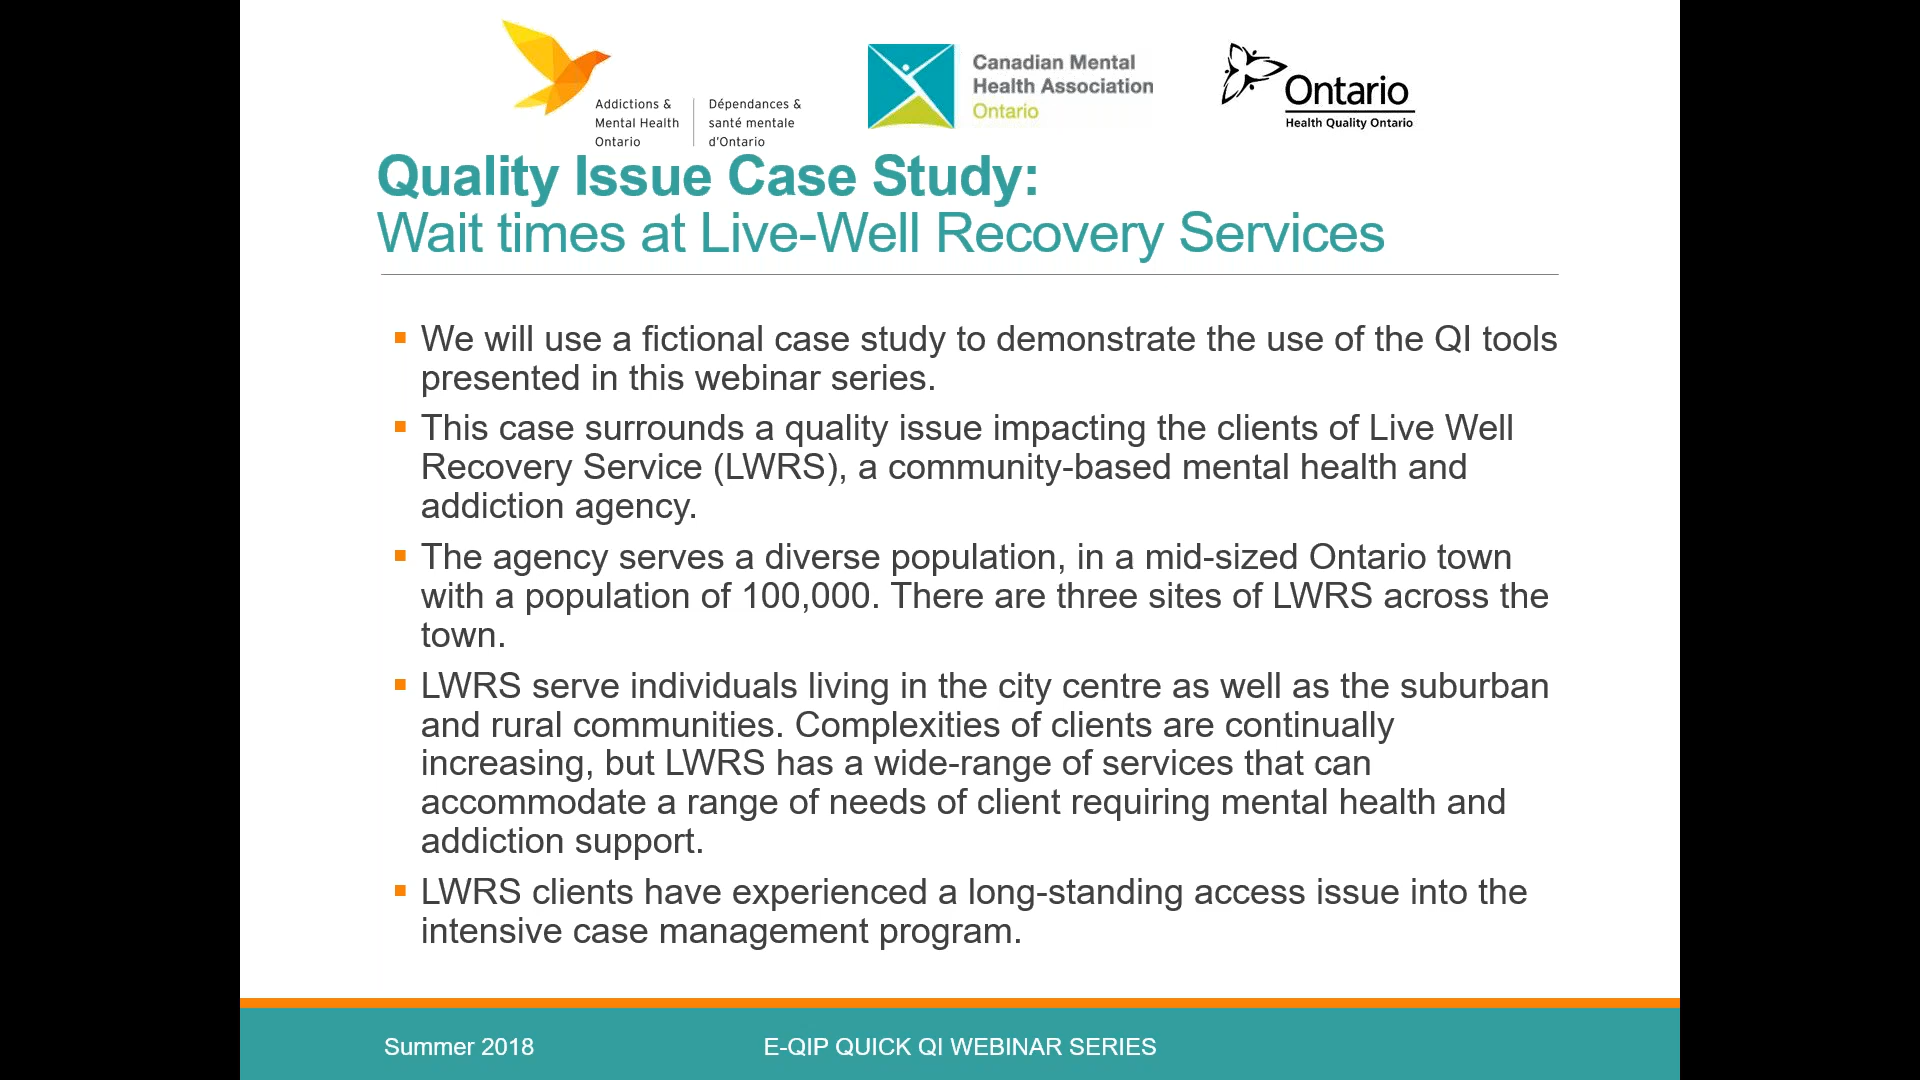 Addictions &
Mental Health
Ontario
Dépendances &
santé mentale
d'Ontario
Canadian Mental
Health Association
Ontario
Ontario
Health Quality Ontario
Quality Issue Case Study:
Wait times at Live-Well Recovery Services
We will use a fictional case study to demonstrate the use of the QI tools
presented in this webinar series.
This case surrounds a quality issue impacting the clients of Live Well
Recovery Service (LWRS), a community-based mental health and
addiction agency.
The agency serves a diverse population, in a mid-sized Ontario town
with a population of 100,000. There are three sites of LWRS across the
town.
LWRS serve individuals living in the city centre as well as the suburban
and rural communities. Complexities of clients are continually
increasing, but LWRS has a wide-range of services that can
accommodate a range of needs of client requiring mental health and
addiction support.
LWRS clients have experienced a long-standing access issue into the
intensive case management program.
Summer 2018
E-QIP QUICK QI WEBINAR SERIES